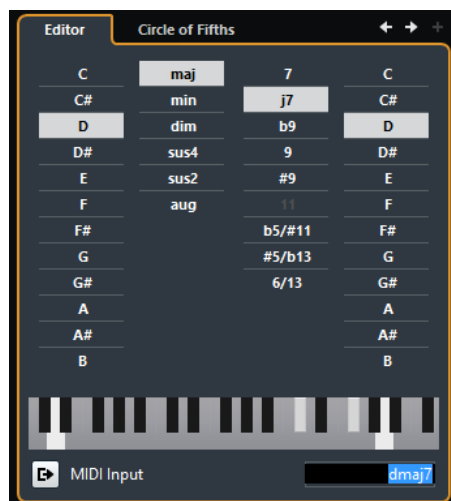 Editor Circle of Fifths
C maj 7 C
C# min j7 C#
D dim b9 D
D# sus4 9 D#
E sus2 #9 E
F aug 11 F
F# b5/#11 F#
G #5/b13 G
G# 6/13 G#
A A
A# A#
B B
MIDI Input dmaj7